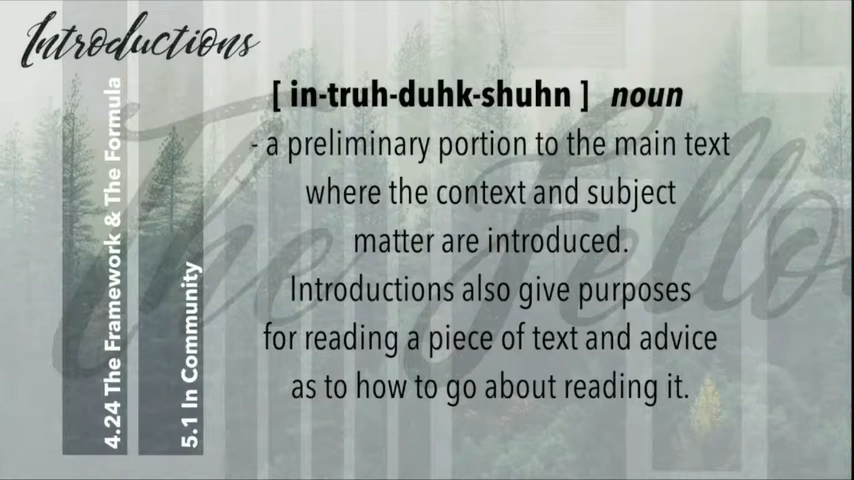 Introductions
[ in-truh-duhk-shuhn ] noun
- a preliminary portion to the main text
where the context and subject
matter are introduced.
Introductions also give purposes
for reading a piece of text and advice
as to how to go about reading it.
4.24 The Framework & The Formula
5.1 In Community
The Fello